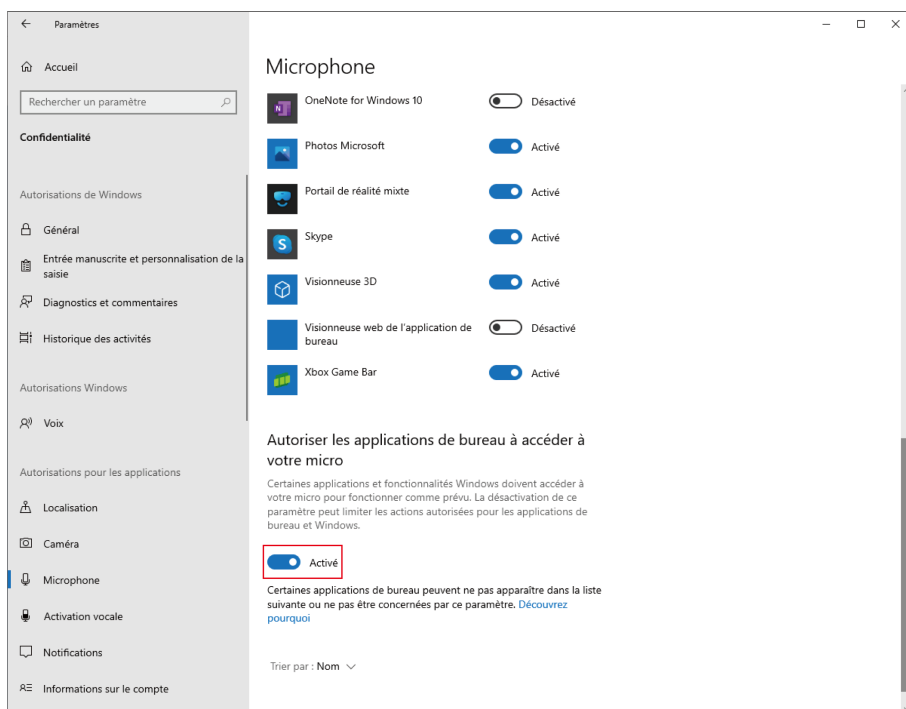 Paramètres
Accueil
Rechercher un paramètre
Confidentialité
Autorisations de Windows
Général
Entrée manuscrite et personnalisation de la
saisie
Diagnostics et commentaires
Historique des activités
Autorisations Windows
Voix
Autorisations pour les applications
Localisation
Caméra
Microphone
Activation vocale
Notifications
Informations sur le compte
Microphone
OneNote for Windows 10
Désactivé
Photos Microsoft
Activé
Portail de réalité mixte
Activé
Skype
Activé
Visionneuse 3D
Activé
Visionneuse web de l'application de
bureau
Désactivé
Xbox Game Bar
Activé
Autoriser les applications de bureau à accéder à
votre micro
Certaines applications et fonctionnalités Windows doivent accéder à
votre micro pour fonctionner comme prévu. La désactivation de ce
paramètre peut limiter les actions autorisées pour les applications de
bureau et Windows.
Activé
Certaines applications de bureau peuvent ne pas apparaître dans la liste
suivante ou ne pas être concernées par ce paramètre. Découvrez
pourquoi
Trier par : Nom